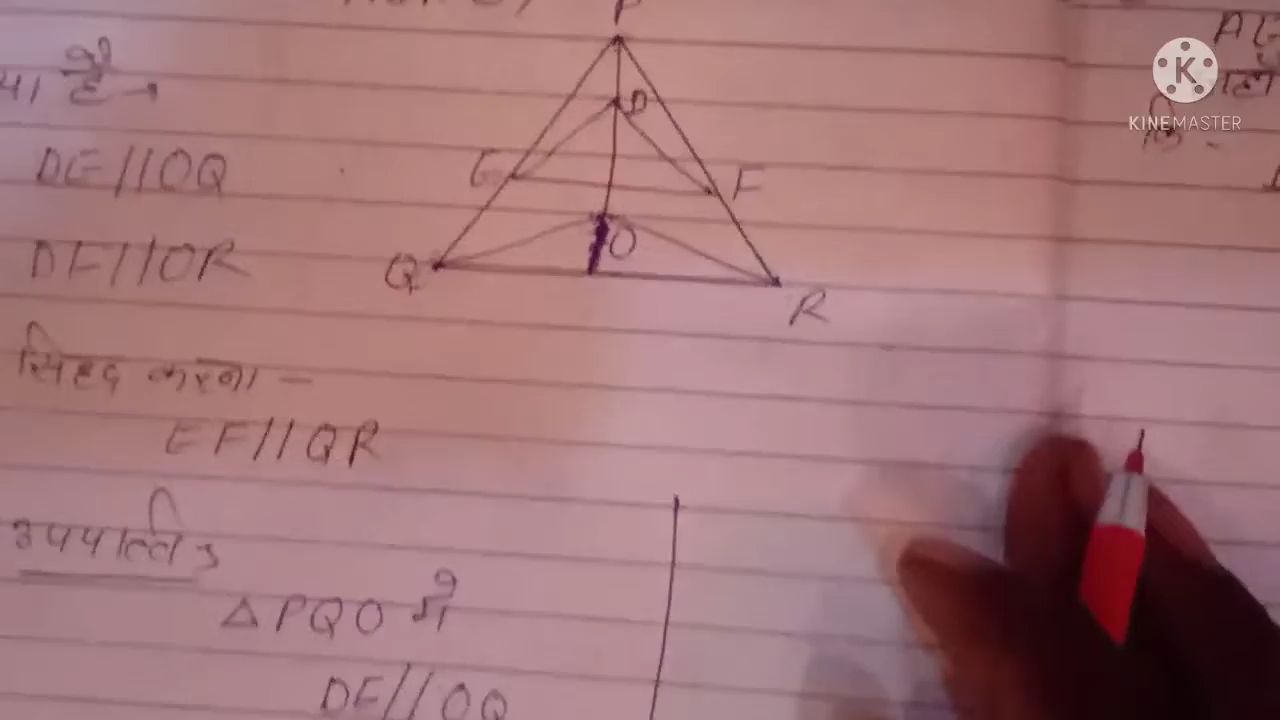 P
D
E
F
Q
O
R
है →
DE//OQ
DF//OR
सिद्ध करना -
EF//QR
उपपत्ति →
△PQO में
DE//OQ
कि -
KINEMASTER